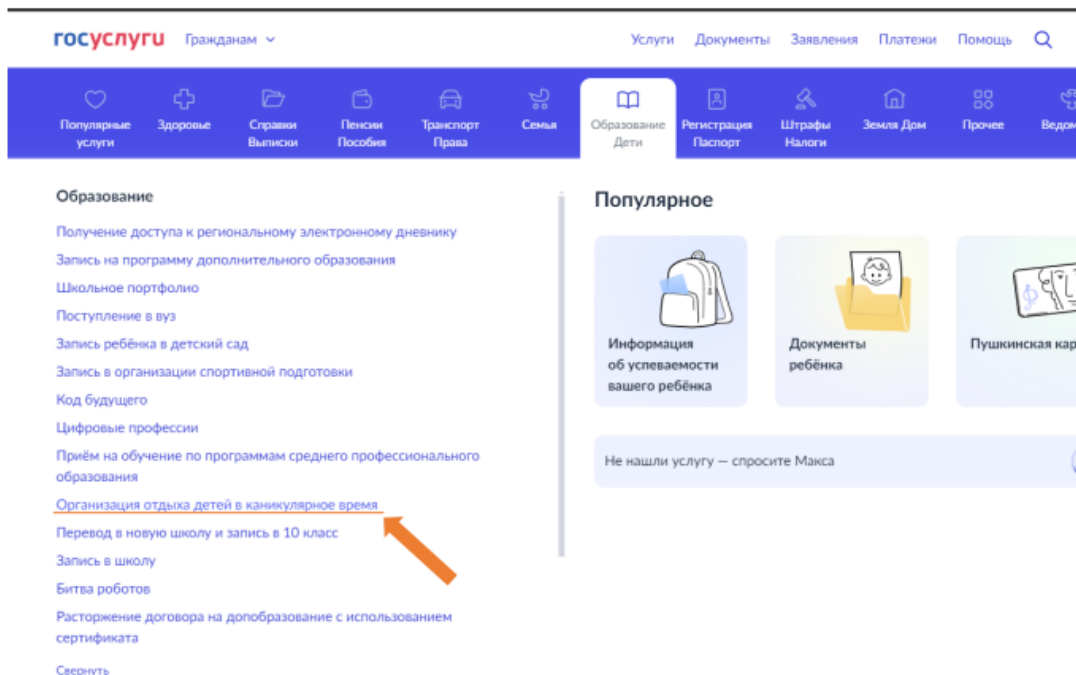 госуслуги Гражданам Услуги Документы Заявления Платежи Помощь
Популярные услуги
Здоровье
Справки Выписки
Пенсии Пособия
Транспорт Права
Семья
Образование Дети
Регистрация Паспорт
Штрафы Налоги
Земля Дом
Прочее
Ведом
Образование
Получение доступа к региональному электронному дневнику
Запись на программу дополнительного образования
Школьное портфолио
Поступление в вуз
Запись ребёнка в детский сад
Запись в организации спортивной подготовки
Код будущего
Цифровые профессии
Приём на обучение по программам среднего профессионального
образования
Организация отдыха детей в каникулярное время
Перевод в новую школу и запись в 10 класс
Запись в школу
Битва роботов
Расторжение договора на допобразование с использованием
сертификата
Свернуть
Популярное
Информация
об успеваемости
вашего ребёнка
Документы
ребёнка
Пушкинская кар
Не нашли услугу — спросите Макса